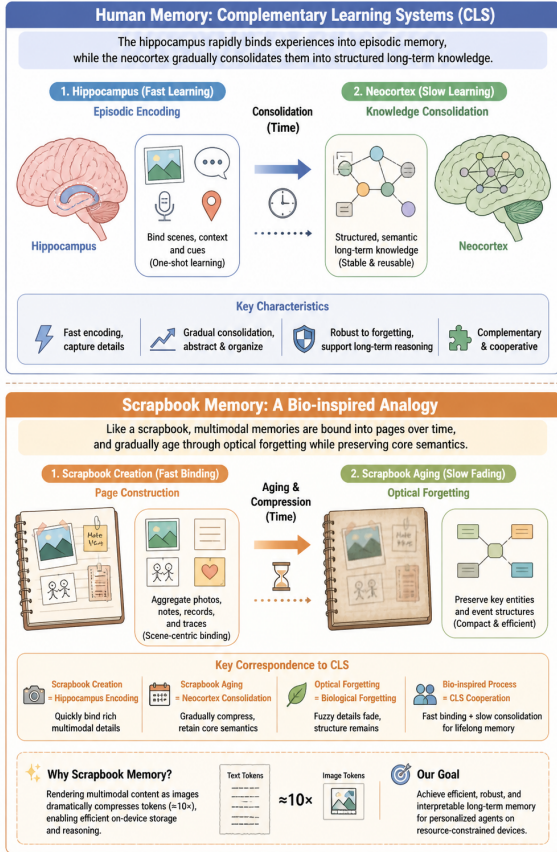 Human Memory: Complementary Learning Systems (CLS)
The hippocampus rapidly binds experiences into episodic memory,
while the neocortex gradually consolidates them into structured long-term knowledge.
1. Hippocampus (Fast Learning)
Episodic Encoding
Consolidation
(Time)
2. Neocortex (Slow Learning)
Knowledge Consolidation
Hippocampus
Bind scenes, context
and cues
(One-shot learning)
Structured, semantic
long-term knowledge
(Stable & reusable)
Neocortex
Key Characteristics
Fast encoding,
capture details
Gradual consolidation,
abstract & organize
Robust to forgetting,
support long-term reasoning
Complementary
& cooperative
Scrapbook Memory: A Bio-inspired Analogy
Like a scrapbook, multimodal memories are bound into pages over time,
and gradually age through optical forgetting while preserving core semantics.
1. Scrapbook Creation (Fast Binding)
Page Construction
Aging &
Compression
(Time)
2. Scrapbook Aging (Slow Fading)
Optical Forgetting
Aggregate photos,
notes, records,
and traces
(Scene-centric binding)
Preserve key entities
and event structures
(Compact & efficient)
Key Correspondence to CLS
Scrapbook Creation
= Hippocampus Encoding
Quickly bind rich
multimodal details
Scrapbook Aging
= Neocortex Consolidation
Gradually compress,
retain core semantics
Optical Forgetting
= Biological Forgetting
Fuzzy details fade,
structure remains
Bio-inspired Process
= CLS Cooperation
Fast binding + slow consolidation
for lifelong memory
Why Scrapbook Memory?
Rendering multimodal content as images
dramatically compresses tokens (≈10×),
enabling efficient on-device storage
and reasoning.
Text Tokens
≈10×
Image Tokens
Our Goal
Achieve efficient, robust, and
interpretable long-term memory
for personalized agents on
resource-constrained devices.